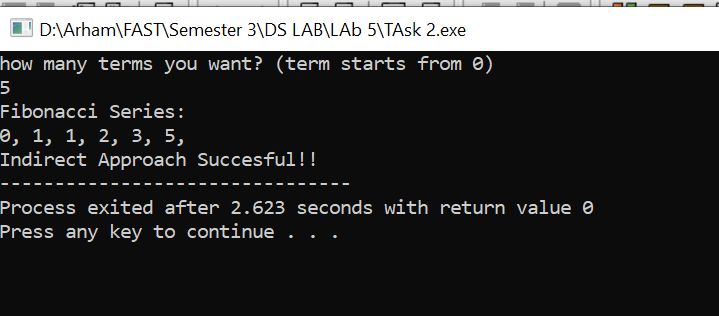 D:\Arham\FAST\Semester 3\DS LAB\LAb 5\TAsk 2.exe
how many terms you want? (term starts from 0)
5
Fibonacci Series:
0, 1, 1, 2, 3, 5,
Indirect Approach Succesful!!
--------------------------------
Process exited after 2.623 seconds with return value 0
Press any key to continue . . .